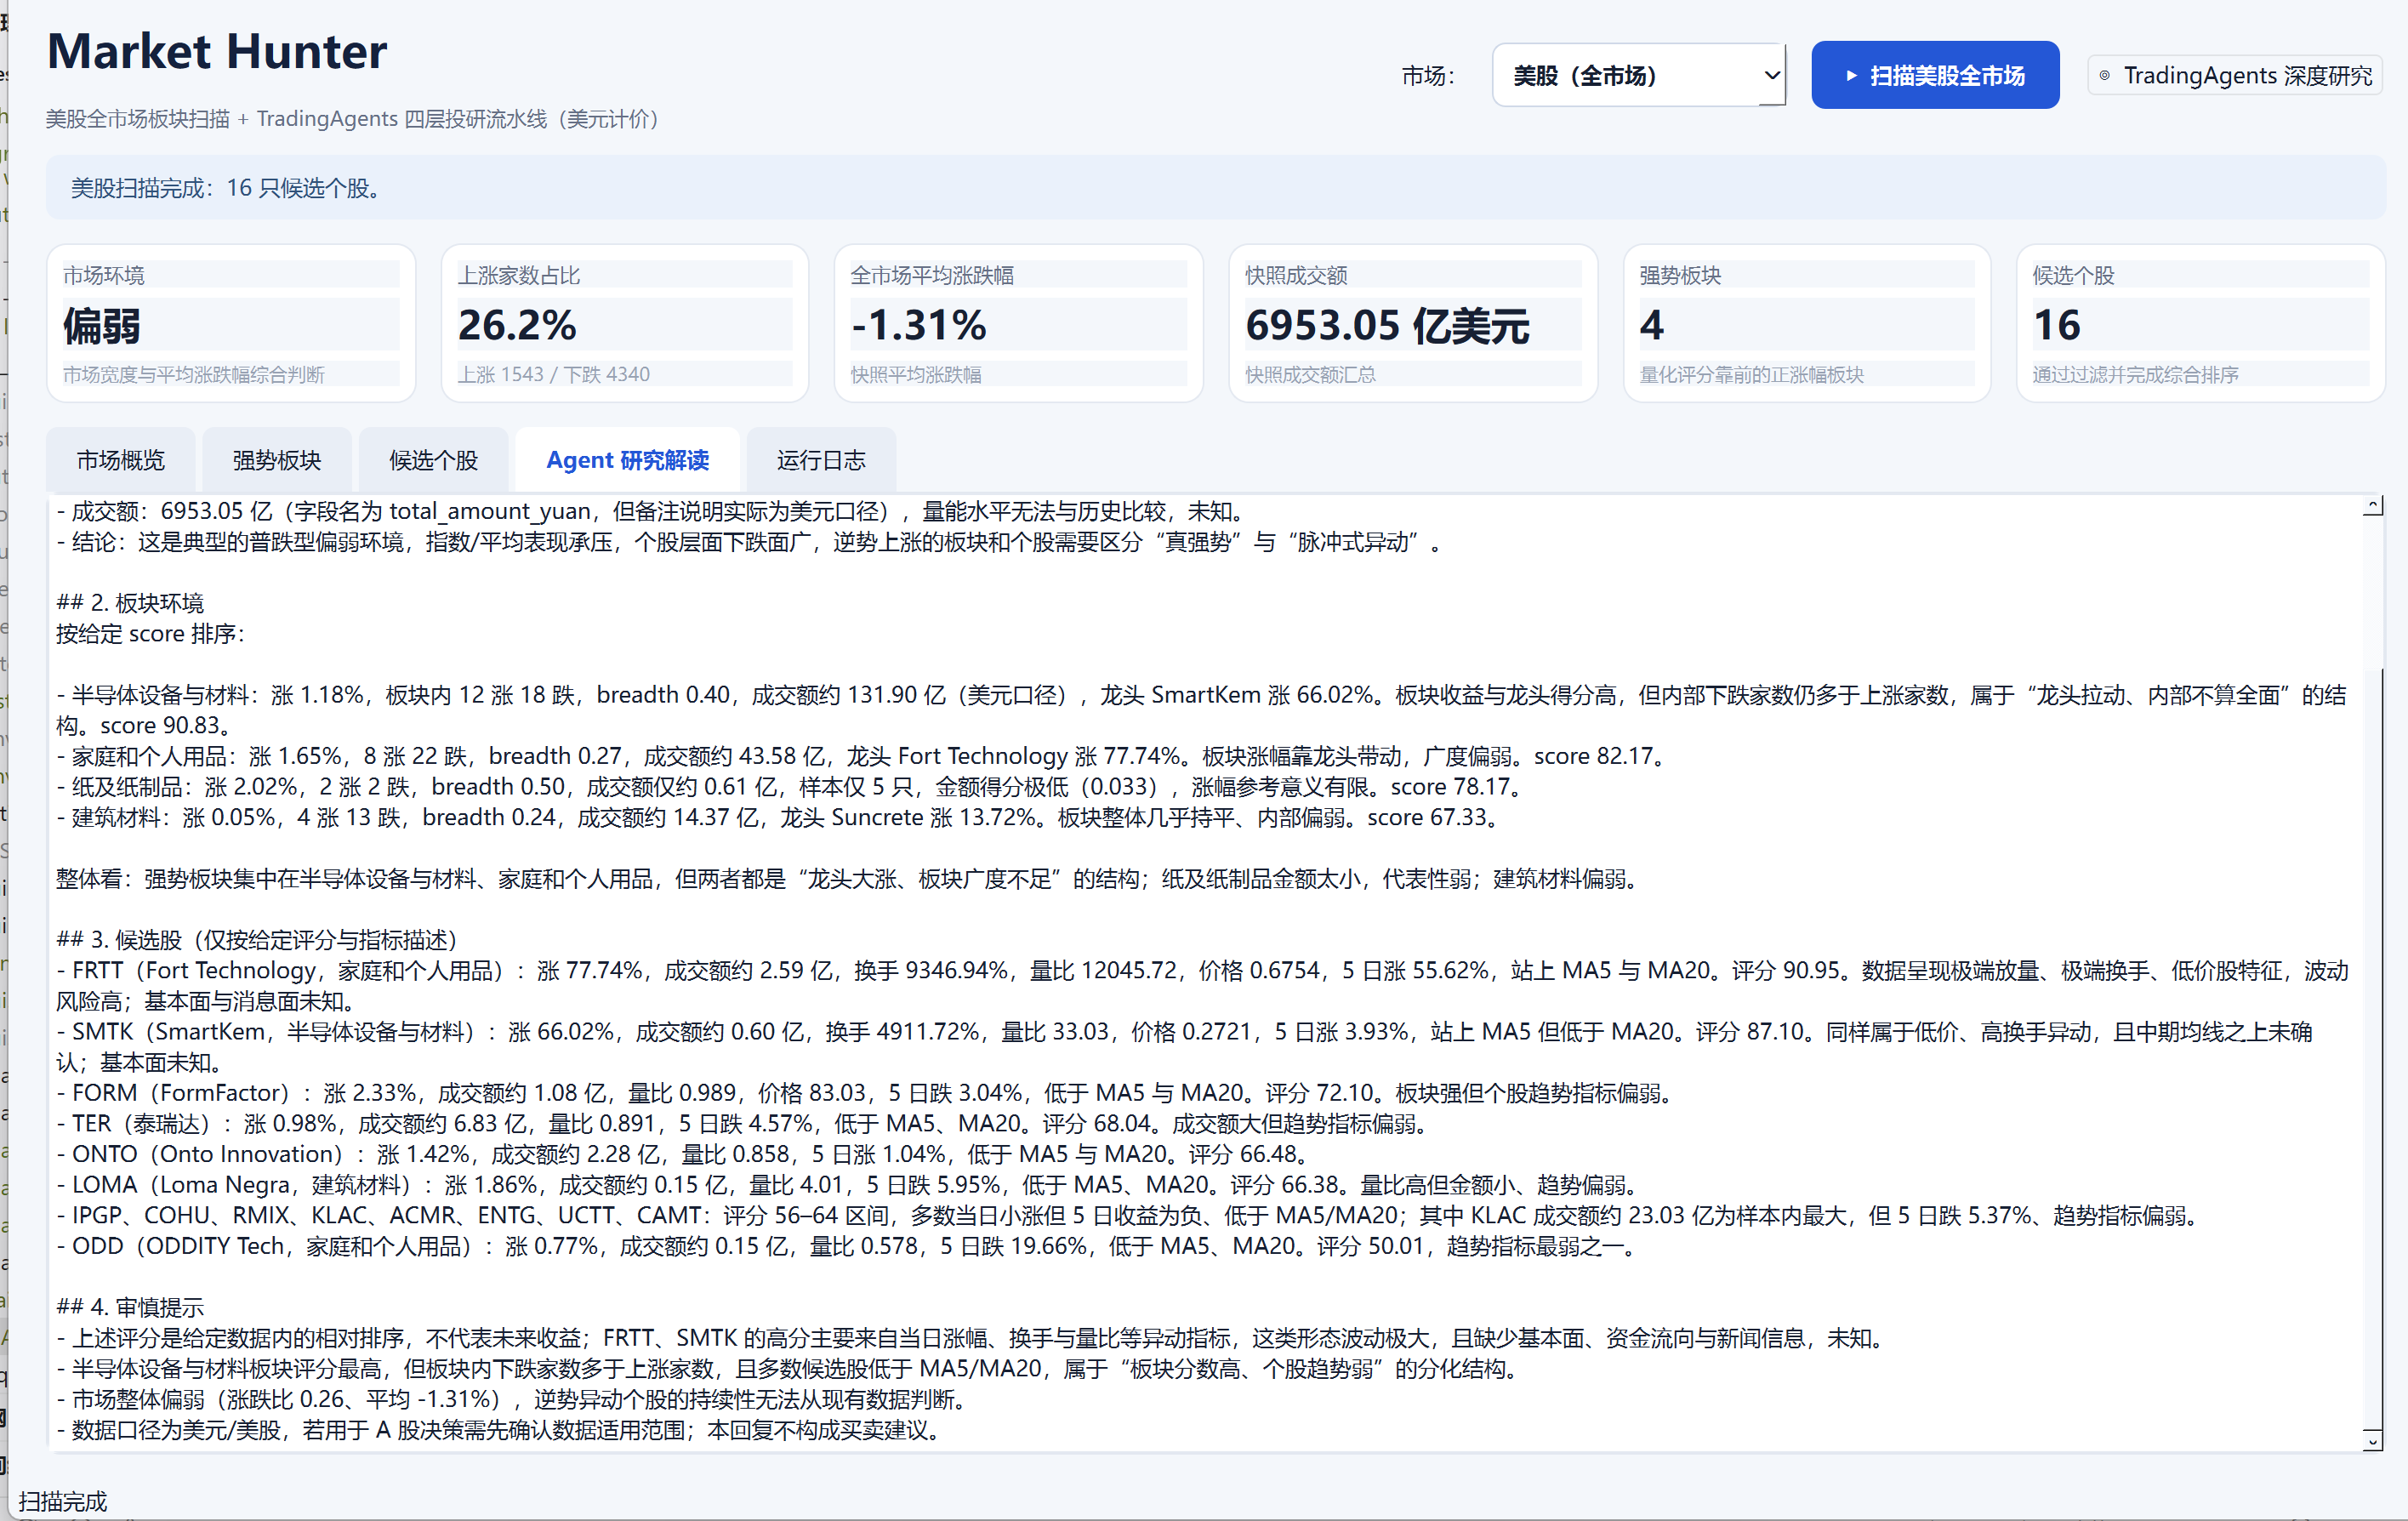 Market Hunter
美股全市场板块扫描 + TradingAgents 四层投研流水线（美元计价）
市场：
美股（全市场）
扫描美股全市场
TradingAgents 深度研究
美股扫描完成：16 只候选个股。
市场环境
偏弱
市场宽度与平均涨跌幅综合判断
上涨家数占比
26.2%
上涨 1543 / 下跌 4340
全市场平均涨跌幅
-1.31%
快照平均涨跌幅
快照成交额
6953.05 亿美元
快照成交额汇总
强势板块
4
量化评分靠前的正涨幅板块
候选个股
16
通过过滤并完成综合排序
市场概览
强势板块
候选个股
Agent 研究解读
运行日志
- 成交额：6953.05 亿（字段名为 total_amount_yuan，但备注说明实际为美元口径），量能水平无法与历史比较，未知。
- 结论：这是典型的普跌型偏弱环境，指数/平均表现承压，个股层面下跌面广，逆势上涨的板块和个股需要区分“真强势”与“脉冲式异动”。
## 2. 板块环境
按给定 score 排序：
- 半导体设备与材料：涨 1.18%，板块内 12 涨 18 跌，breadth 0.40，成交额约 131.90 亿（美元口径），龙头 SmartKem 涨 66.02%。板块收益与龙头得分高，但内部下跌家数仍多于上涨家数，属于“龙头拉动、内部不算全面”的结
构。score 90.83。
- 家庭和个人用品：涨 1.65%，8 涨 22 跌，breadth 0.27，成交额约 43.58 亿，龙头 Fort Technology 涨 77.74%。板块涨幅靠龙头带动，广度偏弱。score 82.17。
- 纸及纸制品：涨 2.02%，2 涨 2 跌，breadth 0.50，成交额仅约 0.61 亿，样本仅 5 只，金额得分极低（0.033），涨幅参考意义有限。score 78.17。
- 建筑材料：涨 0.05%，4 涨 13 跌，breadth 0.24，成交额约 14.37 亿，龙头 Suncrete 涨 13.72%。板块整体几乎持平、内部偏弱。score 67.33。
整体看：强势板块集中在半导体设备与材料、家庭和个人用品，但两者都是“龙头大涨、板块广度不足”的结构；纸及纸制品金额太小，代表性弱；建筑材料偏弱。
## 3. 候选股（仅按给定评分与指标描述）
- FRTT（Fort Technology，家庭和个人用品）：涨 77.74%，成交额约 2.59 亿，换手 9346.94%，量比 12045.72，价格 0.6754，5 日涨 55.62%，站上 MA5 与 MA20。评分 90.95。数据呈现极端放量、极端换手、低价股特征，波动
风险高；基本面与消息面未知。
- SMTK（SmartKem，半导体设备与材料）：涨 66.02%，成交额约 0.60 亿，换手 4911.72%，量比 33.03，价格 0.2721，5 日涨 3.93%，站上 MA5 但低于 MA20。评分 87.10。同样属于低价、高换手异动，且中期均线之上未确
认；基本面未知。
- FORM（FormFactor）：涨 2.33%，成交额约 1.08 亿，量比 0.989，价格 83.03，5 日跌 3.04%，低于 MA5 与 MA20。评分 72.10。板块强但个股趋势指标偏弱。
- TER（泰瑞达）：涨 0.98%，成交额约 6.83 亿，量比 0.891，5 日跌 4.57%，低于 MA5、MA20。评分 68.04。成交额大但趋势指标偏弱。
- ONTO（Onto Innovation）：涨 1.42%，成交额约 2.28 亿，量比 0.858，5 日涨 1.04%，低于 MA5 与 MA20。评分 66.48。
- LOMA（Loma Negra，建筑材料）：涨 1.86%，成交额约 0.15 亿，量比 4.01，5 日跌 5.95%，低于 MA5、MA20。评分 66.38。量比高但金额小、趋势偏弱。
- IPGP、COHU、RMIX、KLAC、ACMR、ENTG、UCTT、CAMT：评分 56–64 区间，多数当日小涨但 5 日收益为负、低于 MA5/MA20；其中 KLAC 成交额约 23.03 亿为样本内最大，但 5 日跌 5.37%、趋势指标偏弱。
- ODD（ODDITY Tech，家庭和个人用品）：涨 0.77%，成交额约 0.15 亿，量比 0.578，5 日跌 19.66%，低于 MA5、MA20。评分 50.01，趋势指标最弱之一。
## 4. 审慎提示
- 上述评分是给定数据内的相对排序，不代表未来收益；FRTT、SMTK 的高分主要来自当日涨幅、换手与量比等异动指标，这类形态波动极大，且缺少基本面、资金流向与新闻信息，未知。
- 半导体设备与材料板块评分最高，但板块内下跌家数多于上涨家数，且多数候选股低于 MA5/MA20，属于“板块分数高、个股趋势弱”的分化结构。
- 市场整体偏弱（涨跌比 0.26、平均 -1.31%），逆势异动个股的持续性无法从现有数据判断。
- 数据口径为美元/美股，若用于 A 股决策需先确认数据适用范围；本回复不构成买卖建议。
扫描完成